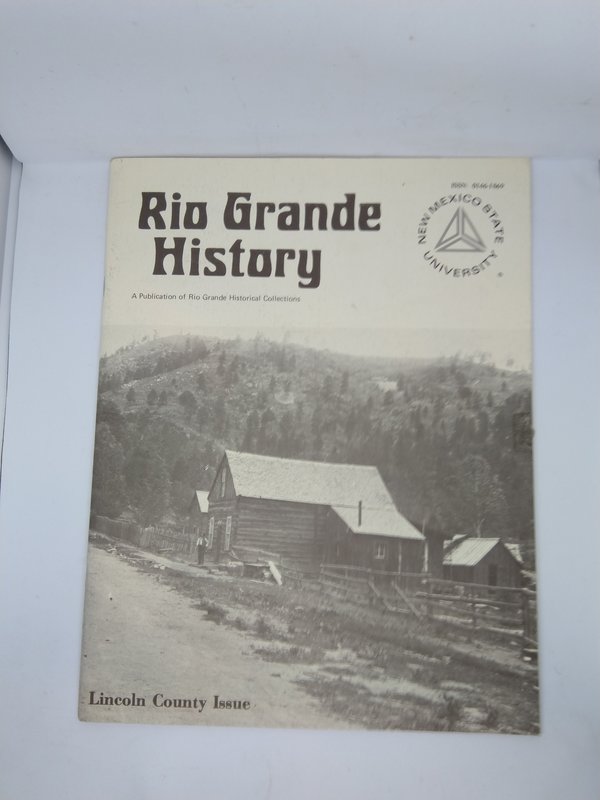 Rio Grande
History
A Publication of Rio Grande Historical Collections
NEW MEXICO STATE
UNIVERSITY
Lincoln County Issue